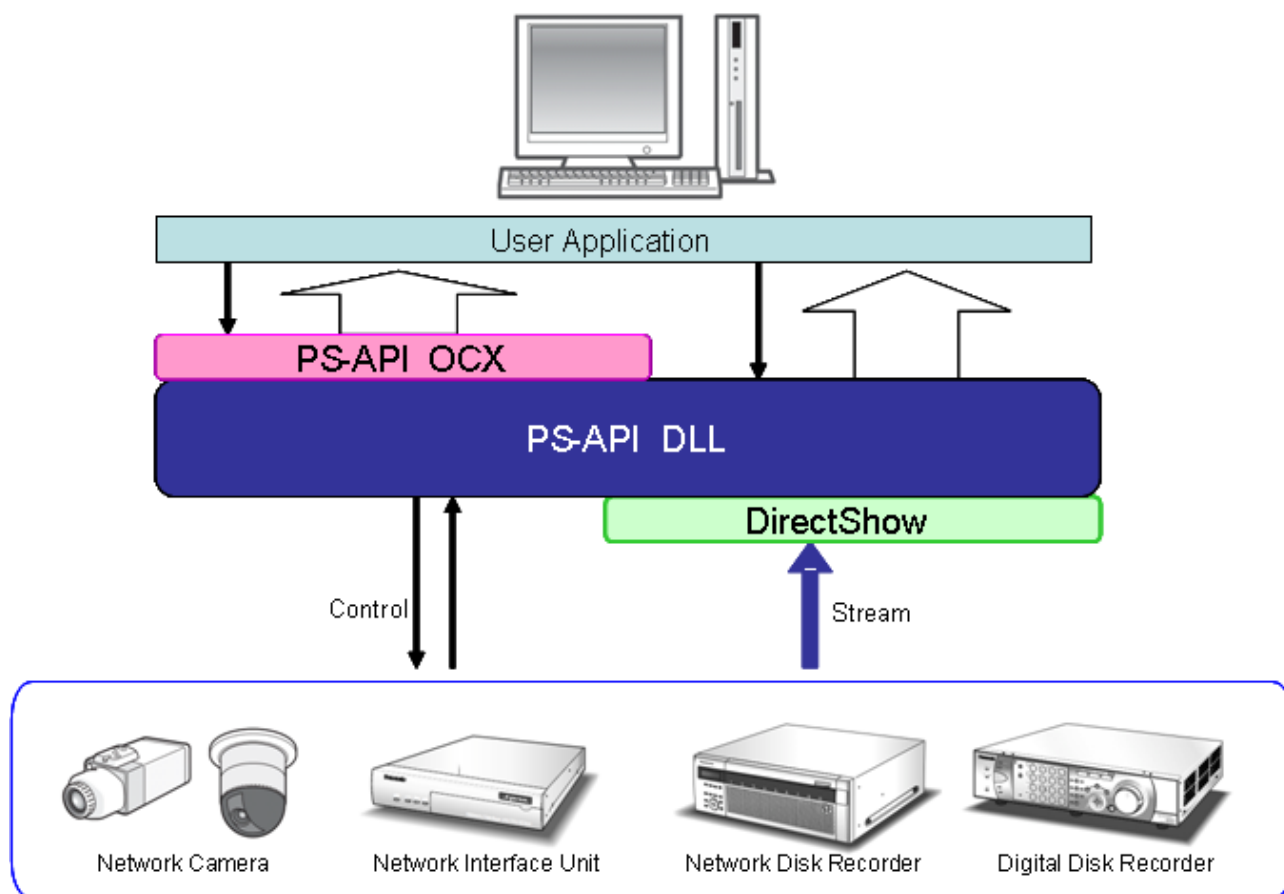 User Application
PS-API OCX
PS-API DLL
DirectShow
Control
Stream
Network Camera
Network Interface Unit
Network Disk Recorder
Digital Disk Recorder